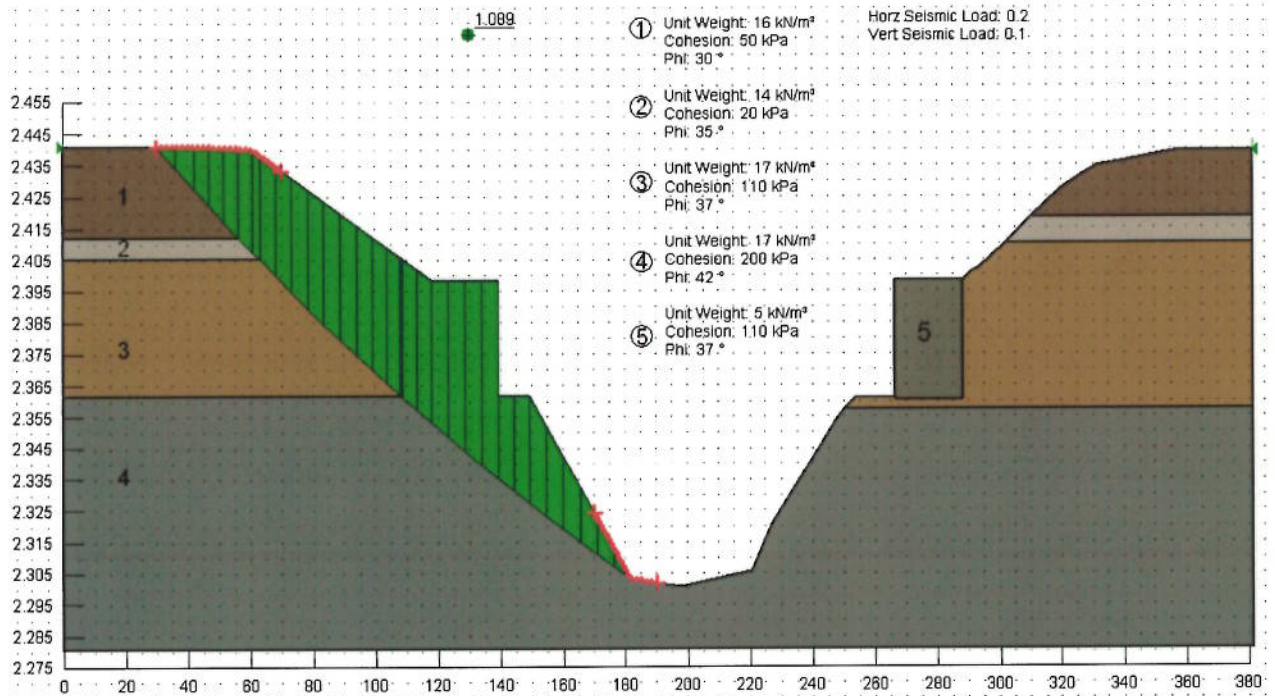 1.089
① Unit Weight: 16 kN/m³
Cohesion: 50 kPa
Phi: 30 °
② Unit Weight: 14 kN/m³
Cohesion: 20 kPa
Phi: 35 °
③ Unit Weight: 17 kN/m³
Cohesion: 110 kPa
Phi: 37 °
④ Unit Weight: 17 kN/m³
Cohesion: 200 kPa
Phi: 42 °
⑤ Unit Weight: 5 kN/m³
Cohesion: 110 kPa
Phi: 37 °
Horz Seismic Load: 0.2
Vert Seismic Load: 0.1
2.455
2.445
2.435
2.425
2.415
2.405
2.395
2.385
2.375
2.365
2.355
2.345
2.335
2.325
2.315
2.305
2.295
2.285
2.275
1
2
3
4
5
0 20 40 60 80 100 120 140 160 180 200 220 240 260 280 300 320 340 360 380